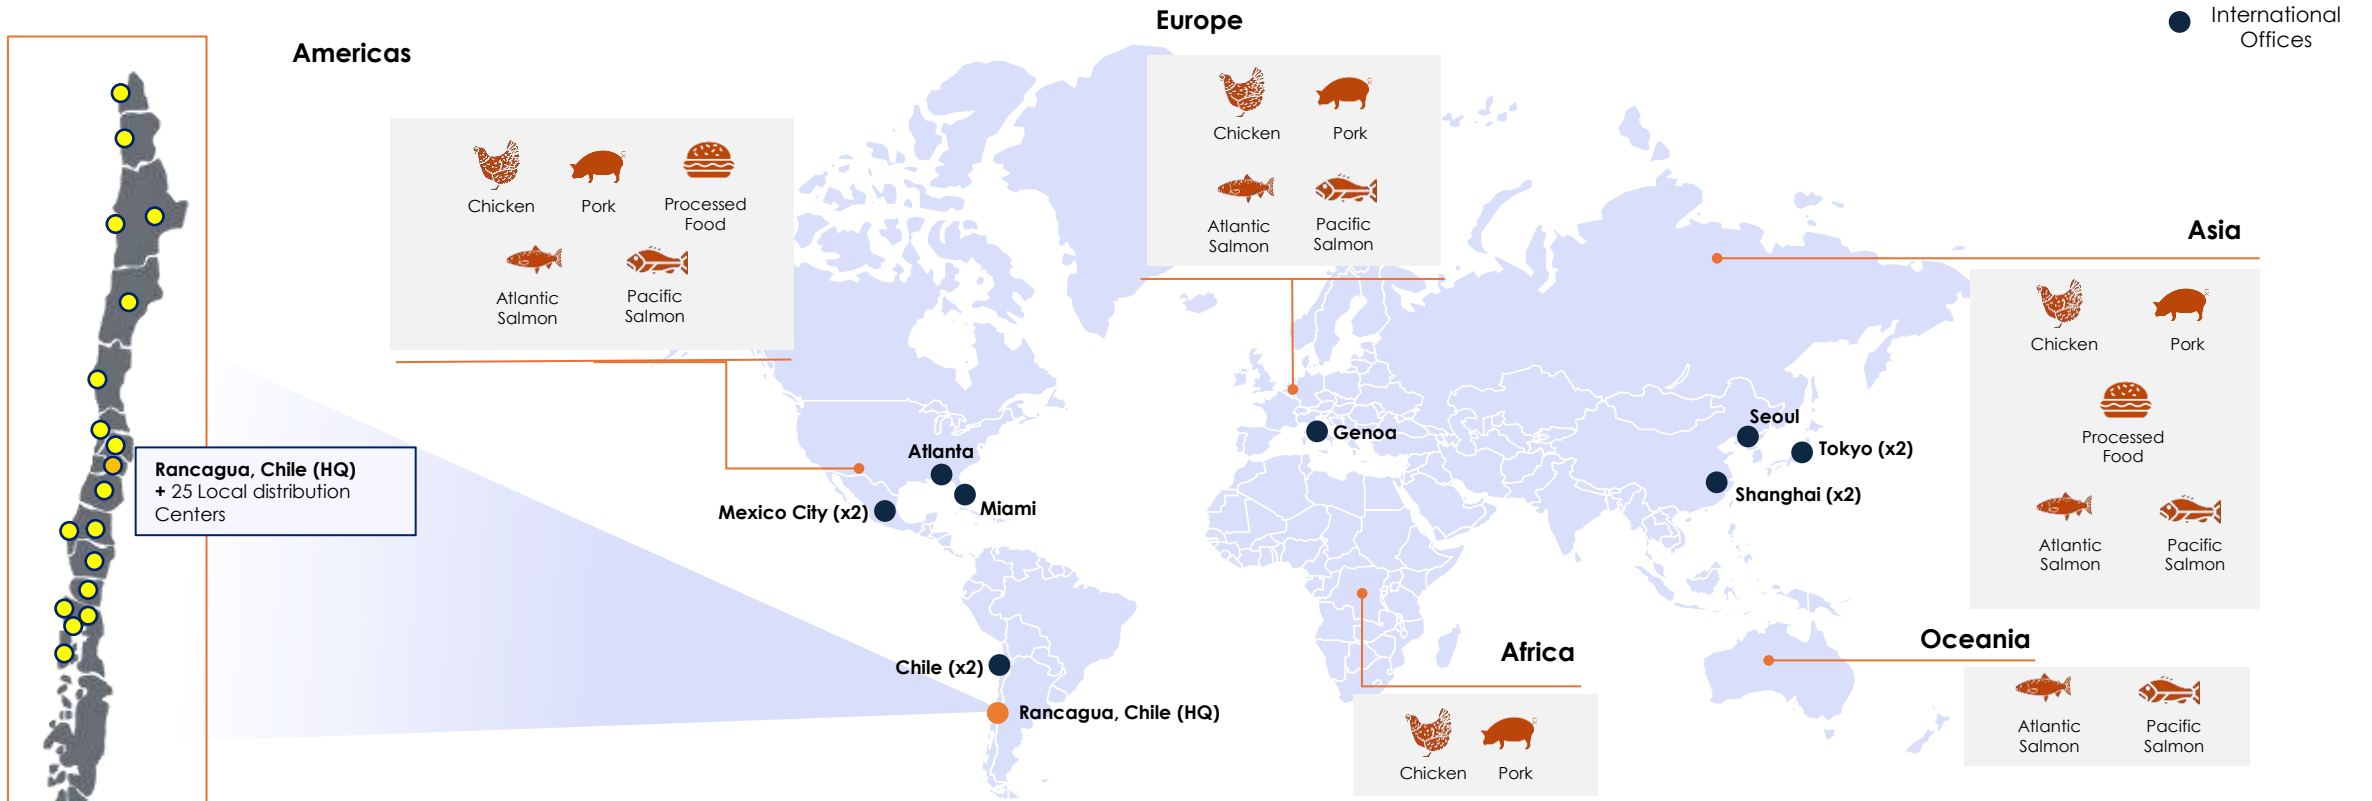 Europe
International
Offices
Americas
Chicken
Pork
Processed
Food
Atlantic
Salmon
Pacific
Salmon
Chicken
Pork
Atlantic
Salmon
Pacific
Salmon
Asia
Chicken
Pork
Processed
Food
Atlantic
Salmon
Pacific
Salmon
Rancagua, Chile (HQ)
+ 25 Local distribution
Centers
Atlanta
Mexico City (x2)
Miami
Genoa
Seoul
Tokyo (x2)
Shanghai (x2)
Chile (x2)
Rancagua, Chile (HQ)
Africa
Chicken
Pork
Oceania
Atlantic
Salmon
Pacific
Salmon